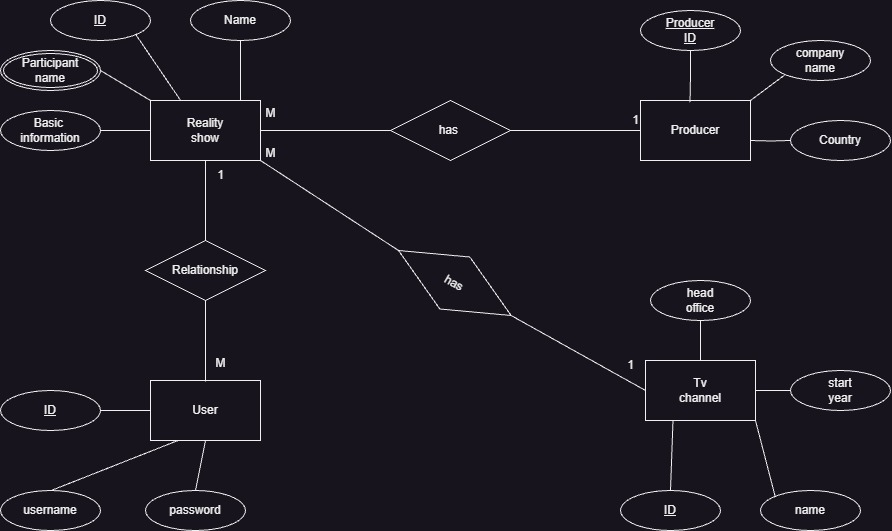 ID
Name
Producer
ID
Participant
name
company
name
Basic
information
Reality
show
M
has
1
Producer
Country
M
1
Relationship
has
head
office
M
1
Tv
channel
start
year
ID
User
username
password
ID
name